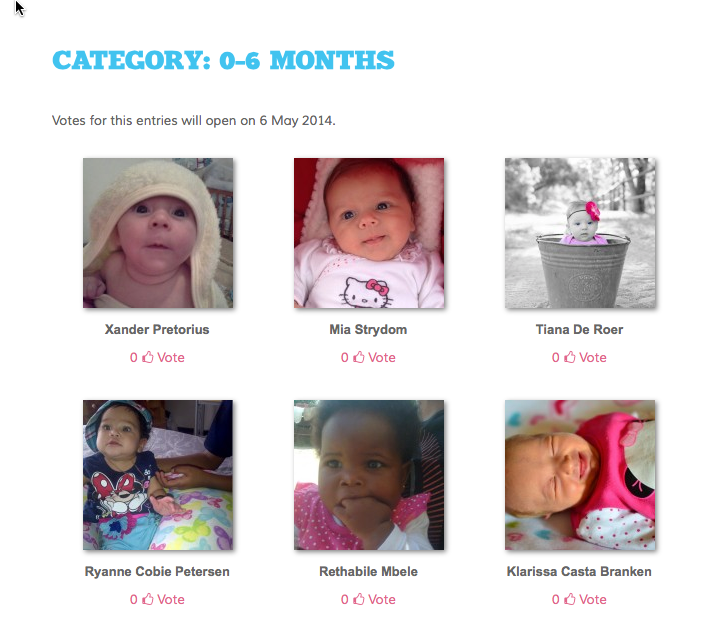 CATEGORY: 0-6 MONTHS
Votes for this entries will open on 6 May 2014.
Xander Pretorius
Mia Strydom
Tiana De Roer
0 Vote
0 Vote
0 Vote
Ryanne Cobie Petersen
Rethabile Mbele
Klarissa Casta Branken
0 Vote
0 Vote
0 Vote